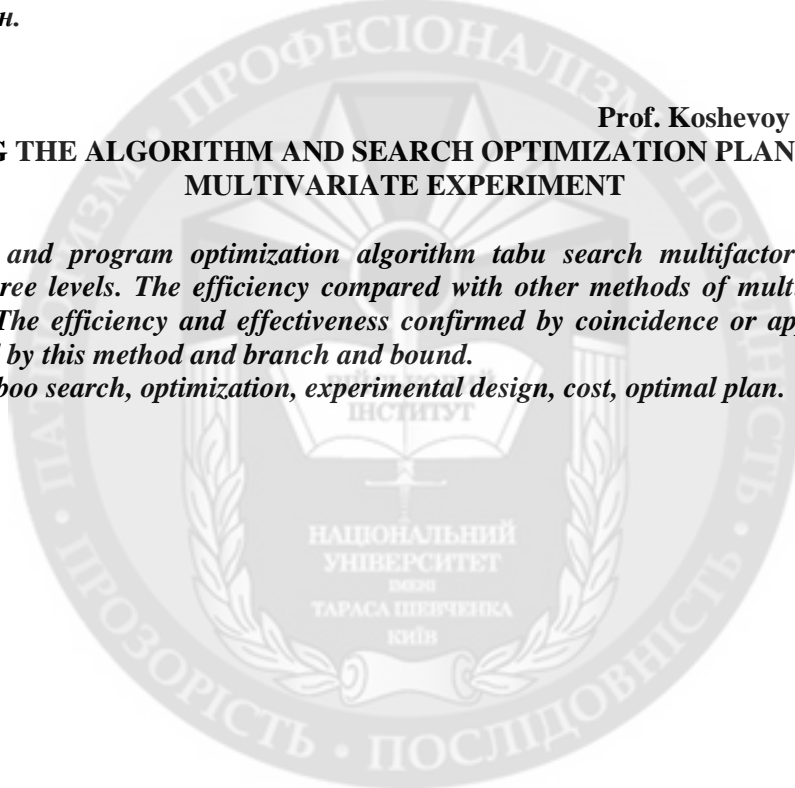 н.
Prof. Koshevoy
G THE ALGORITHM AND SEARCH OPTIMIZATION PLAN
MULTIVARIATE EXPERIMENT
and program optimization algorithm tabu search multifactor
ree levels. The efficiency compared with other methods of mult
The efficiency and effectiveness confirmed by coincidence or ap
by this method and branch and bound.
boo search, optimization, experimental design, cost, optimal plan.
ПРОФЕСІОНАЛІЗМ
ПАТРІОТИЗМ
ПОРЯДНІСТЬ
ІНСТИТУТ
НАЦІОНАЛЬНИЙ
УНІВЕРСИТЕТ
ІМЕНІ
ТАРАСА ШЕВЧЕНКА
КИЇВ
ПРОЗОРІСТЬ • ПОСЛІДОВНІСТЬ